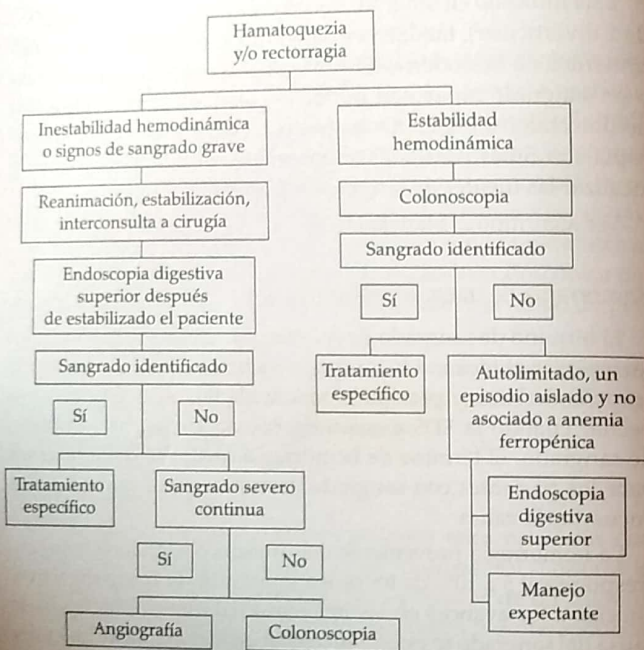 Hamatoquezia
y/o rectorragia
Inestabilidad hemodinámica
o signos de sangrado grave
Reanimación, estabilización,
interconsulta a cirugía
Endoscopia digestiva
superior después
de estabilizado el paciente
Sangrado identificado
Sí
No
Tratamiento
específico
Sangrado severo
continua
Sí
No
Angiografía
Colonoscopia
Estabilidad
hemodinámica
Colonoscopia
Sangrado identificado
Sí
No
Tratamiento
específico
Autolimitado, un
episodio aislado y no
asociado a anemia
ferropénica
Endoscopia
digestiva
superior
Manejo
expectante